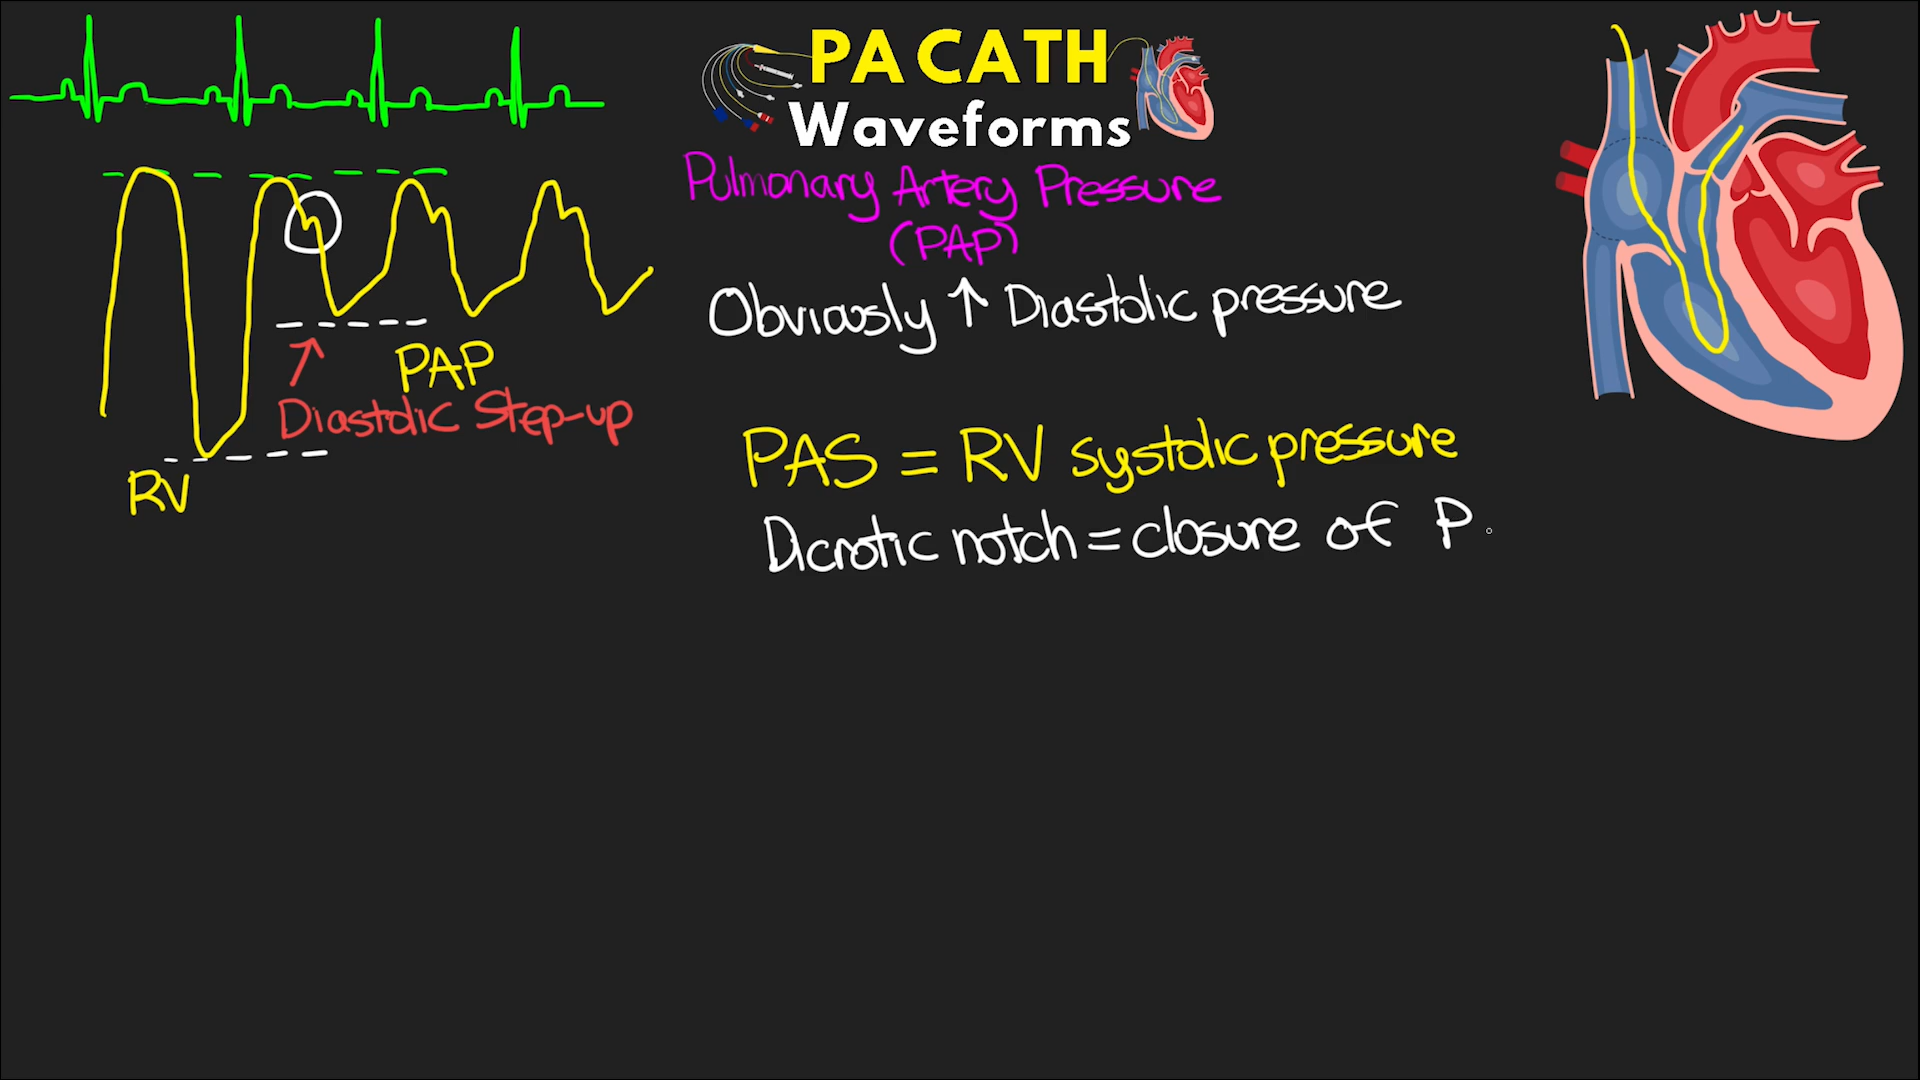 PA CATH
Waveforms
Pulmonary Artery Pressure
(PAP)
Obviously ↑ Diastolic pressure
PAP
Diastolic Step-up
RV
PAS = RV systolic pressure
Dicrotic notch = closure of P